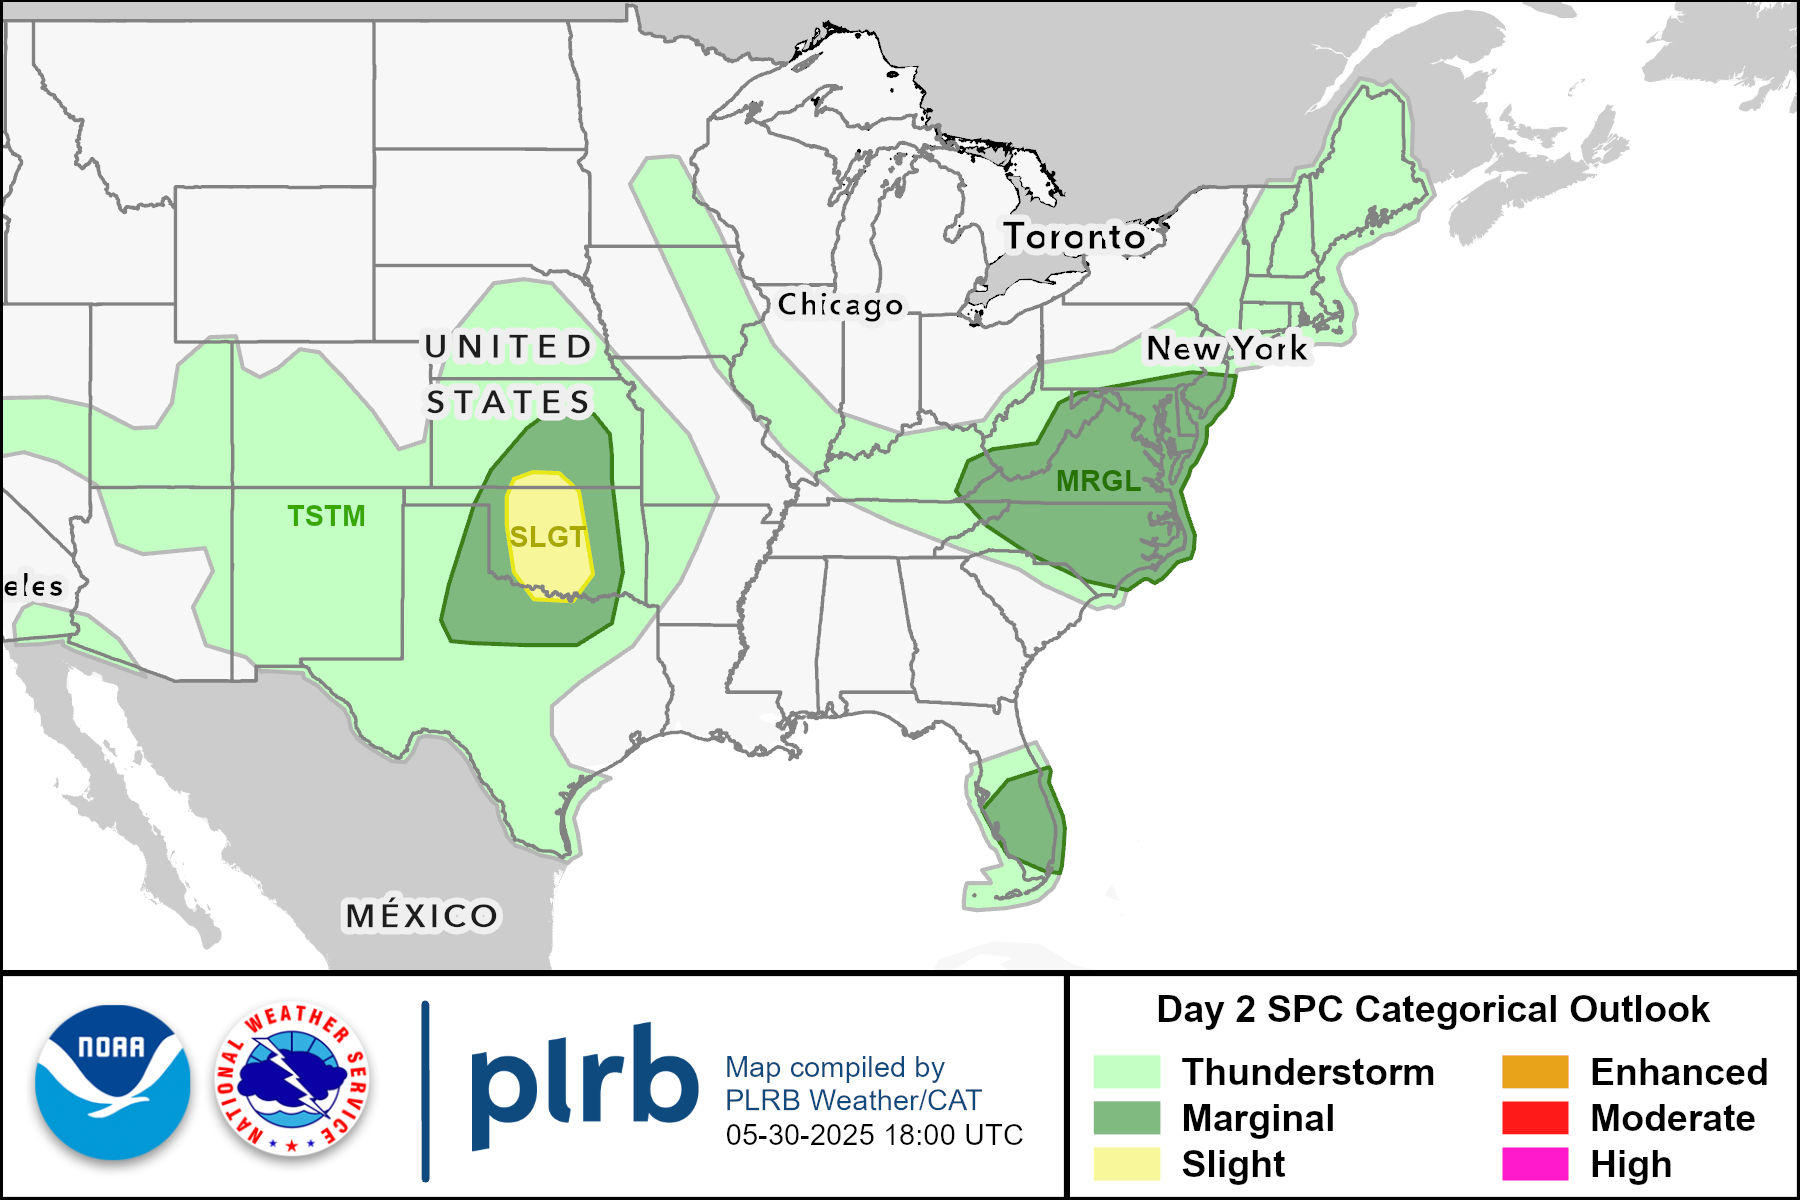 Toronto
Chicago
New York
UNITED
STATES
MRGL
TSTM
SLGT
eles
MÉXICO
NOAA
NATIONAL WEATHER SERVICE
plrb
Map compiled by
PLRB Weather/CAT
05-30-2025 18:00 UTC
Day 2 SPC Categorical Outlook
Thunderstorm
Marginal
Slight
Enhanced
Moderate
High